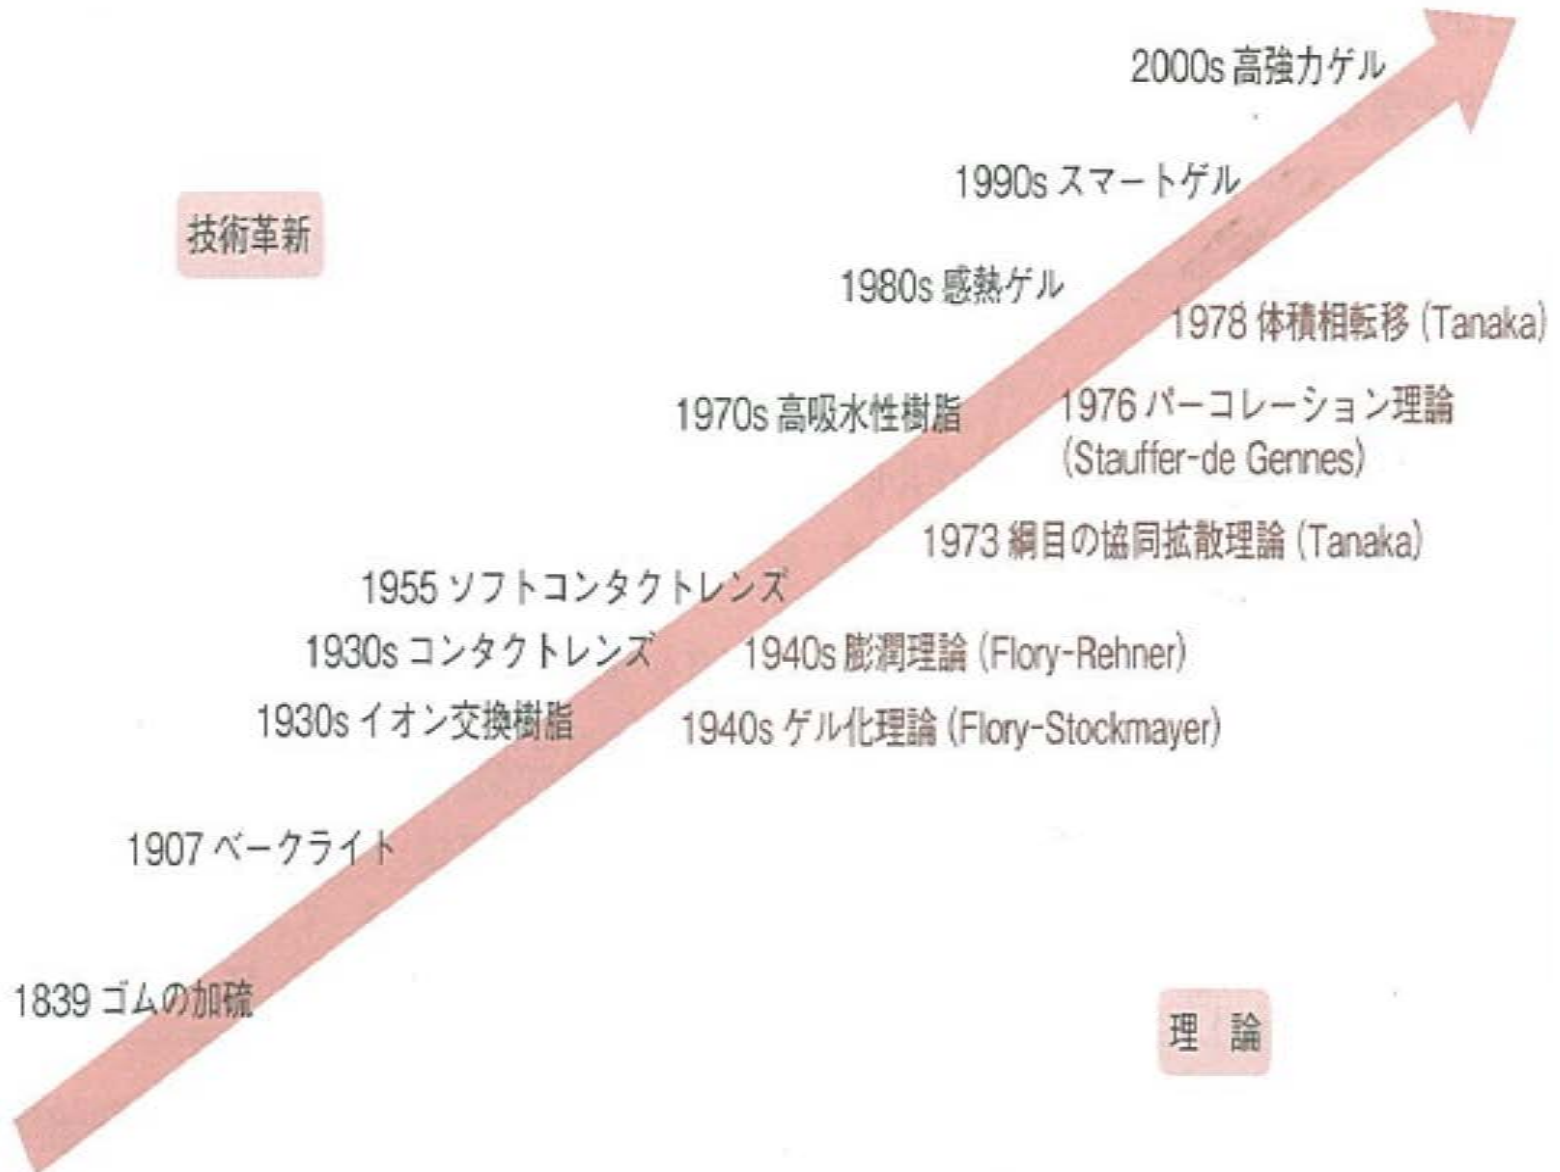 2000s 高強力ゲル
1990s スマートゲル
技術革新
1980s 感熱ゲル
1978 体積相転移 (Tanaka)
1970s 高吸水性樹脂
1976 パーコレーション理論
(Stauffer-de Gennes)
1973 綱目の協同拡散理論 (Tanaka)
1955 ソフトコンタクトレンズ
1930s コンタクトレンズ
1940s 膨潤理論 (Flory-Rehner)
1930s イオン交換樹脂
1940s ゲル化理論 (Flory-Stockmayer)
1907 ベークライト
1839 ゴムの加硫
理 論